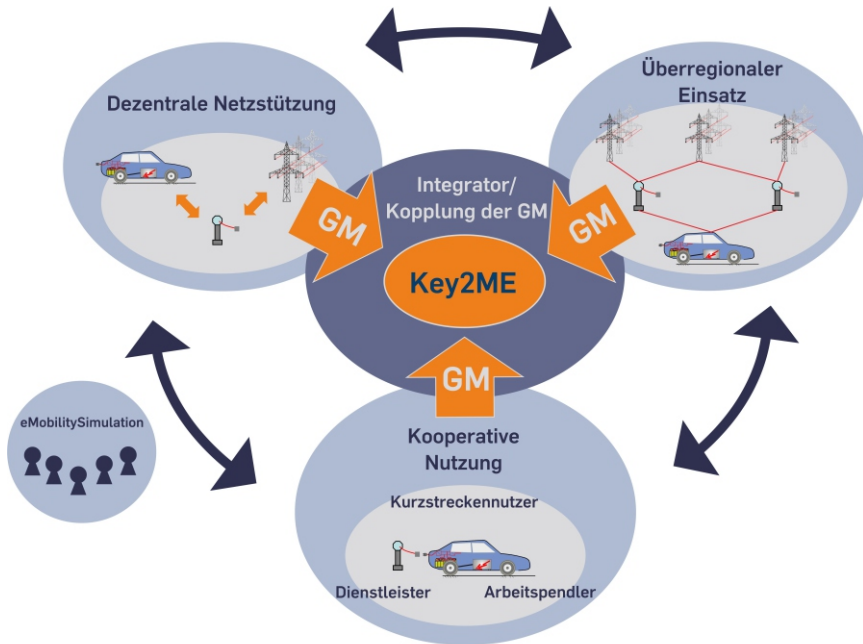 Dezentrale Netzstützung
Überregionaler
Einsatz
Integrator/
Kopplung der GM
GM
GM
Key2ME
GM
eMobilitySimulation
Kooperative
Nutzung
Kurzstreckennutzer
Dienstleister
Arbeitspendler